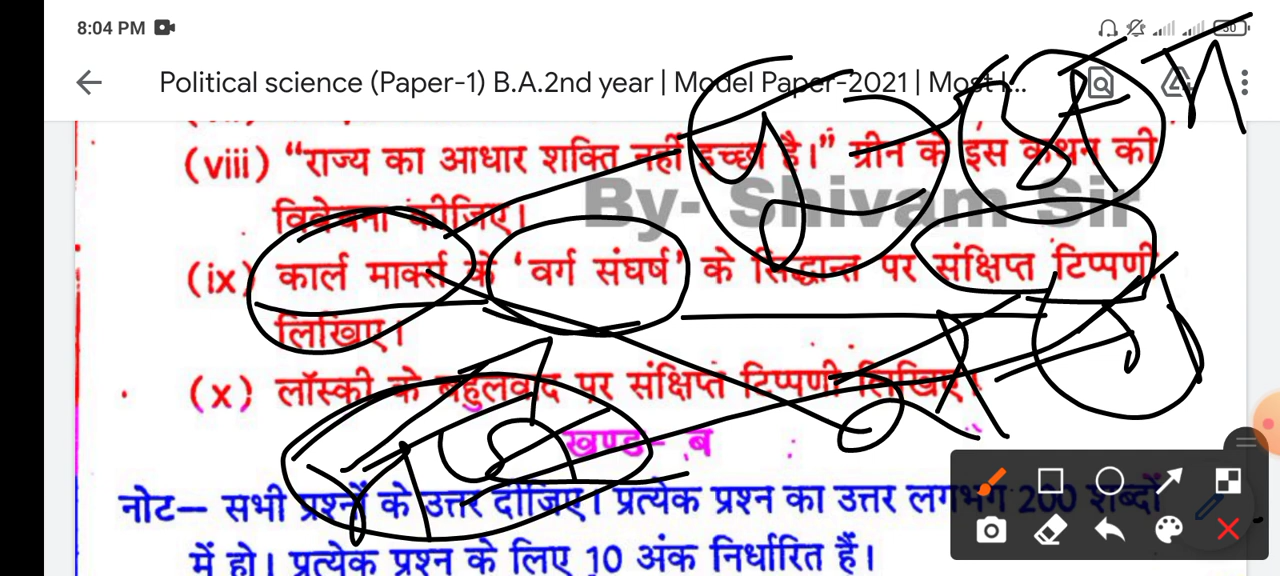 8:04 PM
30
Political science (Paper-1) B.A.2nd year | Model Paper-2021 | Most I...
(viii) “राज्य का आधार शक्ति नहीं इच्छा है।” ग्रीन के इस कथन की
By- Shivam Sir
विवेचना कीजिए।
(ix) कार्ल मार्क्स के ‘वर्ग संघर्ष’ के सिद्धान्त पर संक्षिप्त टिप्पणी
लिखिए।
(x) लॉस्की के बहुलवाद पर संक्षिप्त टिप्पणी लिखिए।
खण्ड– ब
नोट– सभी प्रश्नों के उत्तर दीजिए। प्रत्येक प्रश्न का उत्तर लगभग 200 शब्दों
में हो। प्रत्येक प्रश्न के लिए 10 अंक निर्धारित हैं।